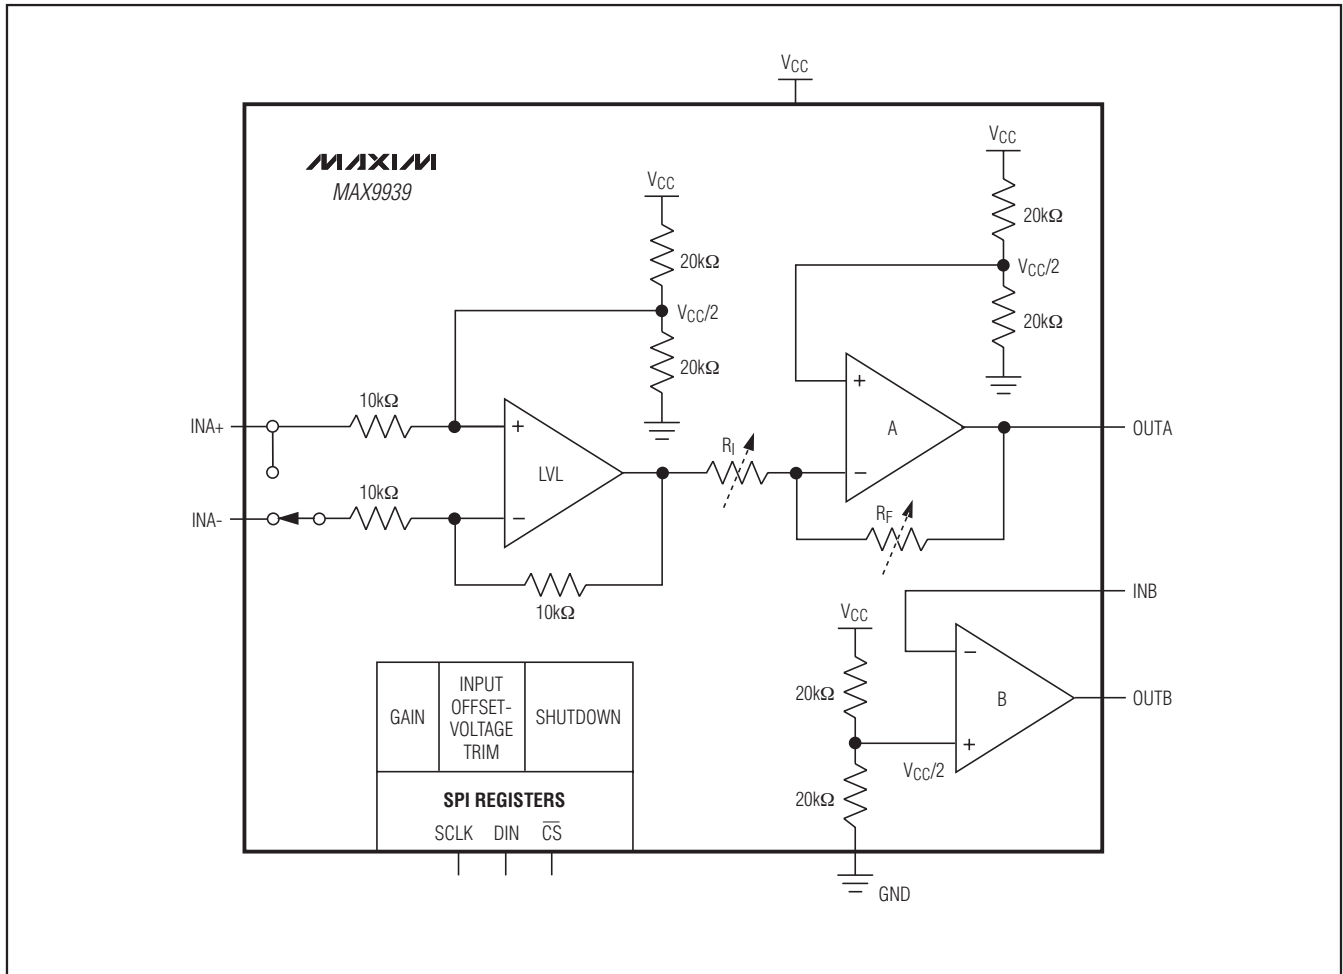 VCC
MAXIM
MAX9939
VCC
20kΩ
VCC/2
20kΩ
VCC
20kΩ
VCC/2
20kΩ
INA+
10kΩ
+
LVL
−
INA-
10kΩ
10kΩ
RI
+
A
−
RF
OUTA
INB
VCC
20kΩ
VCC/2
20kΩ
−
B
+
OUTB
GND
GAIN
INPUT
OFFSET-
VOLTAGE
TRIM
SHUTDOWN
SPI REGISTERS
SCLK DIN C̅S̅